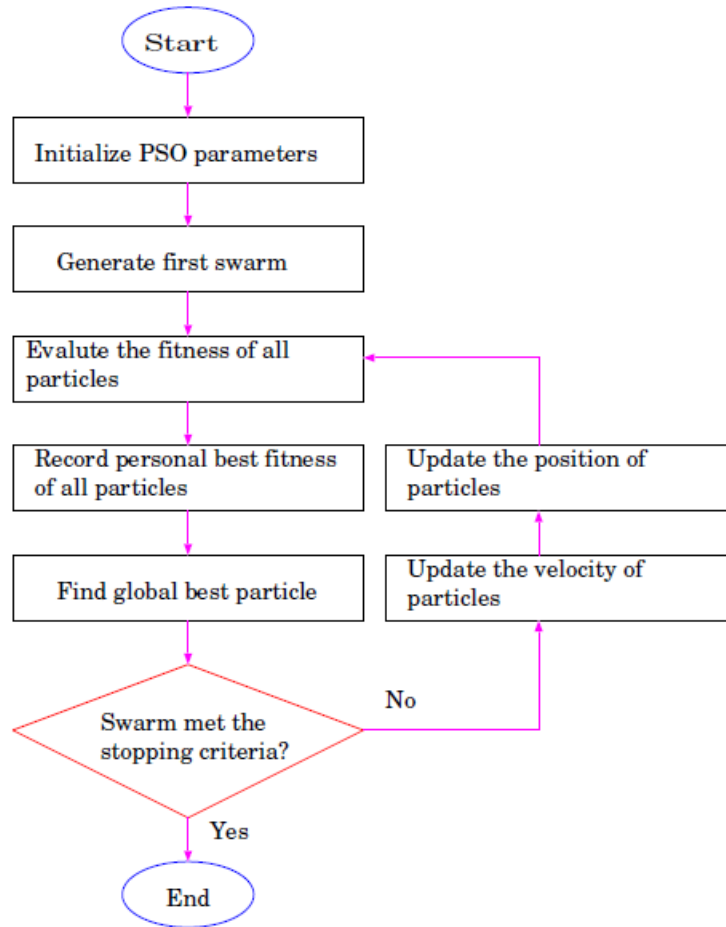 Start
Initialize PSO parameters
Generate first swarm
Evalute the fitness of all
particles
Record personal best fitness
of all particles
Find global best particle
Swarm met the
stopping criteria?
No
Update the velocity of
particles
Update the position of
particles
Yes
End